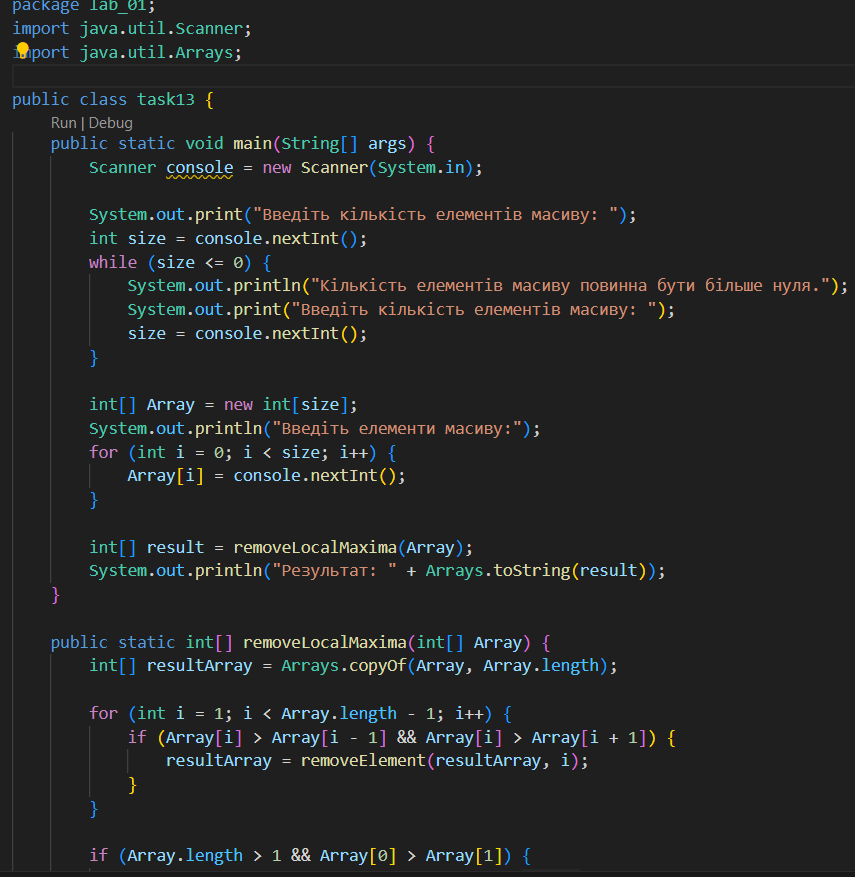 package lab_01;
import java.util.Scanner;
import java.util.Arrays;
public class task13 {
Run | Debug
public static void main(String[] args) {
Scanner console = new Scanner(System.in);
System.out.print("Введіть кількість елементів масиву: ");
int size = console.nextInt();
while (size <= 0) {
System.out.println("Кількість елементів масиву повинна бути більше нуля.");
System.out.print("Введіть кількість елементів масиву: ");
size = console.nextInt();
}
int[] Array = new int[size];
System.out.println("Введіть елементи масиву:");
for (int i = 0; i < size; i++) {
Array[i] = console.nextInt();
}
int[] result = removeLocalMaxima(Array);
System.out.println("Результат: " + Arrays.toString(result));
}
public static int[] removeLocalMaxima(int[] Array) {
int[] resultArray = Arrays.copyOf(Array, Array.length);
for (int i = 1; i < Array.length - 1; i++) {
if (Array[i] > Array[i - 1] && Array[i] > Array[i + 1]) {
resultArray = removeElement(resultArray, i);
}
}
if (Array.length > 1 && Array[0] > Array[1]) {